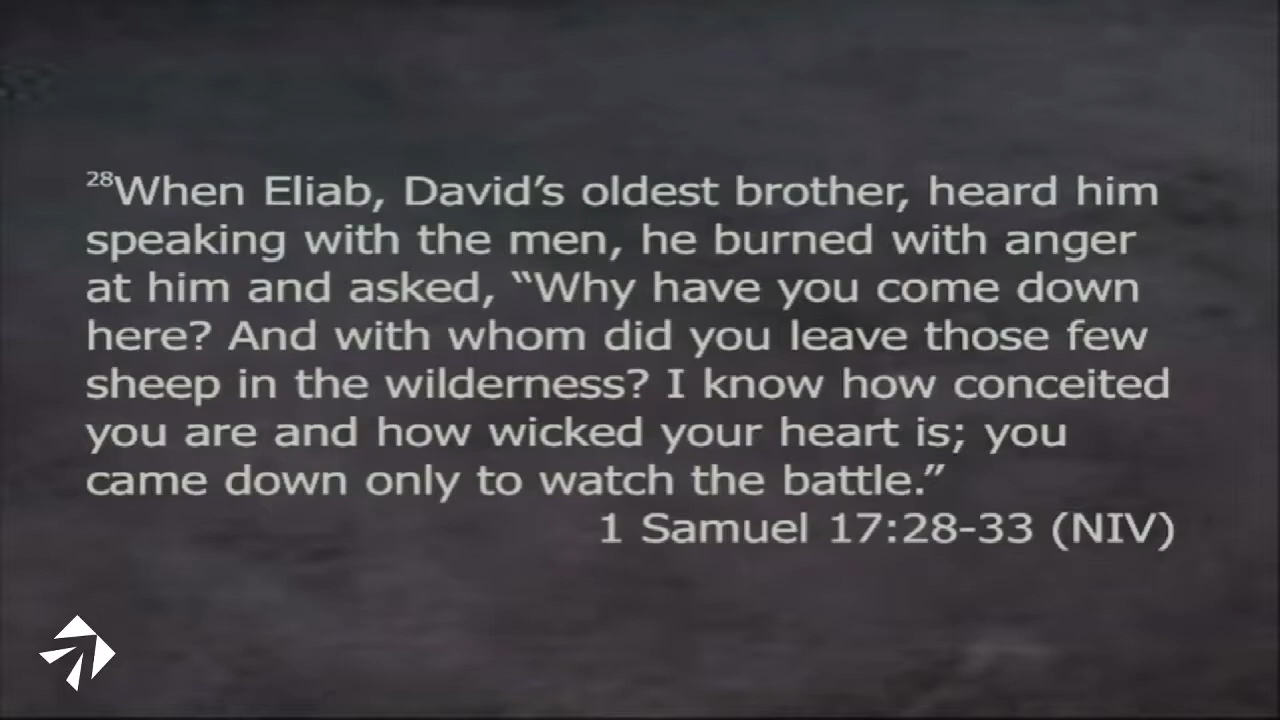 28When Eliab, David’s oldest brother, heard him
speaking with the men, he burned with anger
at him and asked, “Why have you come down
here? And with whom did you leave those few
sheep in the wilderness? I know how conceited
you are and how wicked your heart is; you
came down only to watch the battle.”
1 Samuel 17:28-33 (NIV)